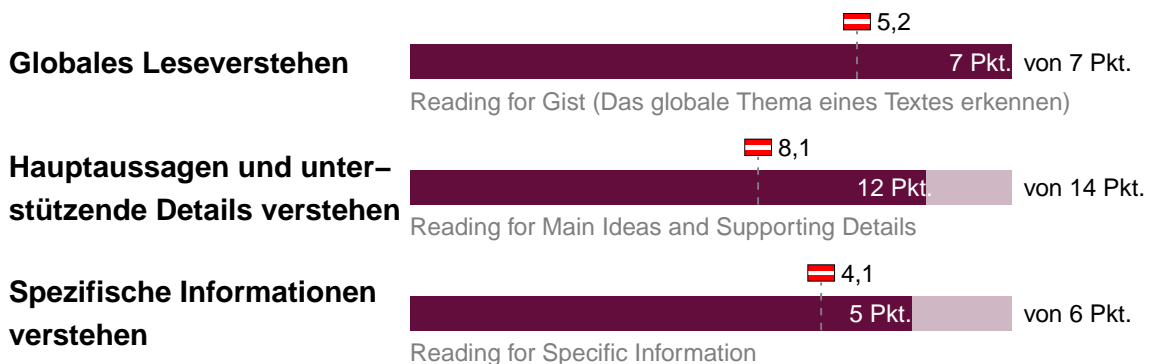 5,2
Globales Leseverstehen
7 Pkt. von 7 Pkt.
Reading for Gist (Das globale Thema eines Textes erkennen)
8,1
Hauptaussagen und unter−
stützende Details verstehen
12 Pkt. von 14 Pkt.
Reading for Main Ideas and Supporting Details
4,1
Spezifische Informationen
verstehen
5 Pkt. von 6 Pkt.
Reading for Specific Information